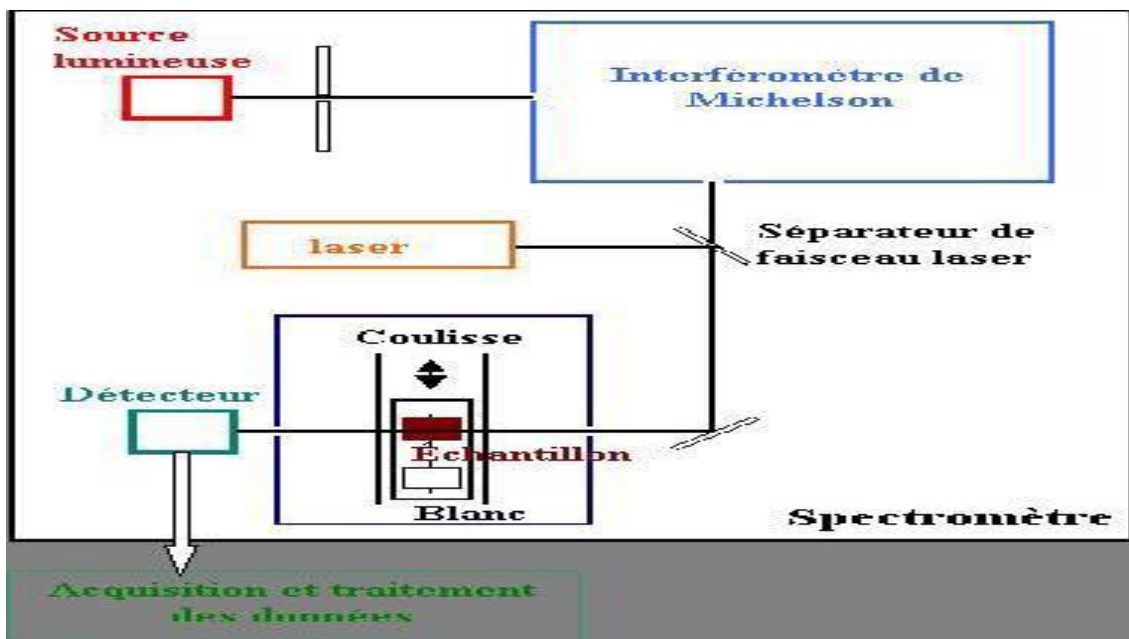 Source
lumineuse
Interféromètre de
Michelson
laser
Séparateur de
faisceau laser
Coulisse
Détecteur
Echantillon
Blanc
Spectromètre
Acquisition et traitement
des données